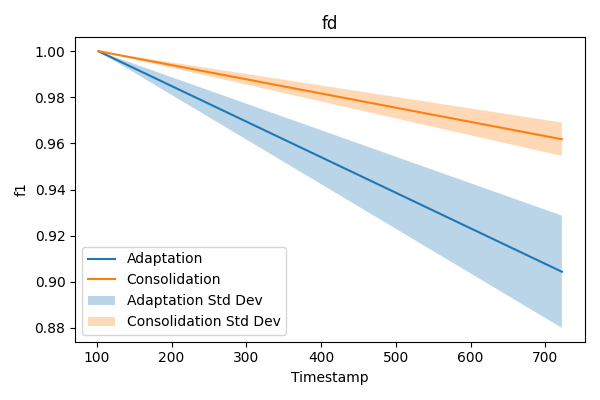 fd
1.00
0.98
0.96
0.94
0.92
0.90
0.88
f1
Adaptation
Consolidation
Adaptation Std Dev
Consolidation Std Dev
100 200 300 400 500 600 700
Timestamp